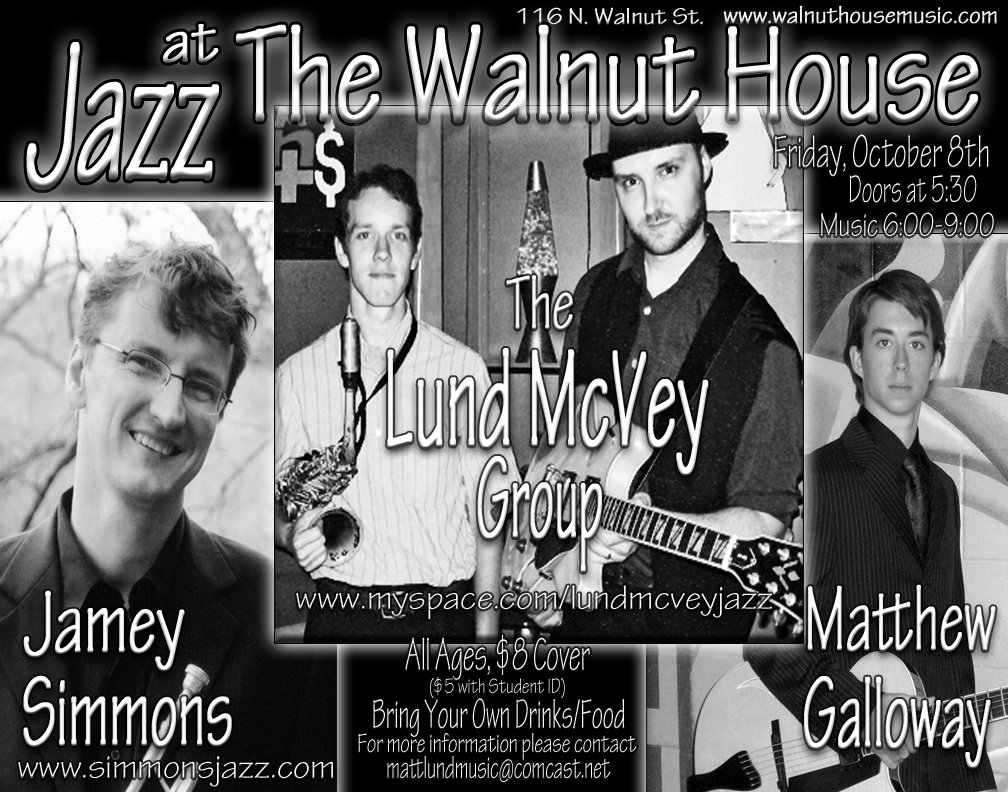 116 N. Walnut St. www.walnuthousemusic.com
Jazz at The Walnut House
Friday, October 8th
Doors at 5:30
Music 6:00-9:00
$
The
Lund McVey
Group
www.myspace.com/lundmcveyjazz
Jamey
Simmons
www.simmonsjazz.com
Matthew
Galloway
All Ages, $8 Cover
($5 with Student ID)
Bring Your Own Drinks/Food
For more information please contact
mattlundmusic@comcast.net